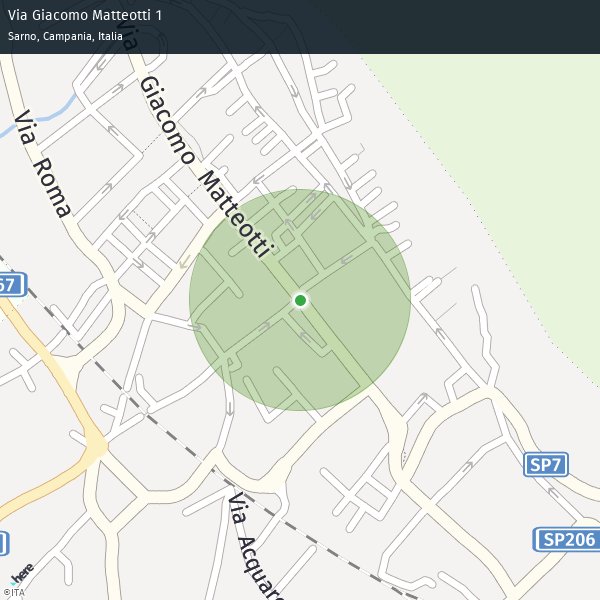 Via Giacomo Matteotti 1
Sarno, Campania, Italia
Via Giacomo Matteotti
Via Roma
67
SP7
SP206
Via Acquaro
here
©ITA